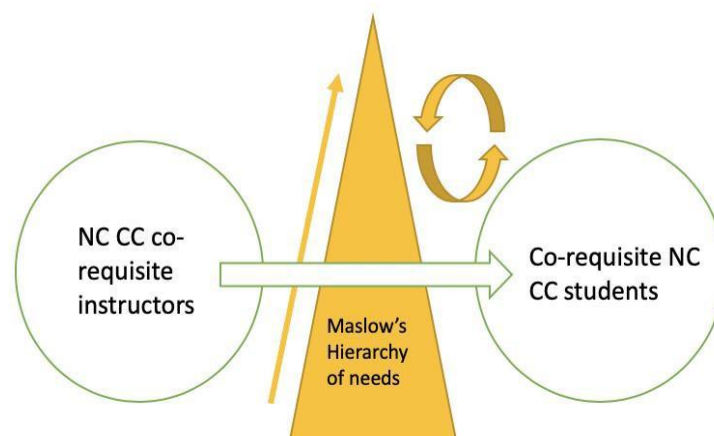 NC CC co-
requisite
instructors
Maslow's
Hierarchy
of needs
Co-requisite NC
CC students